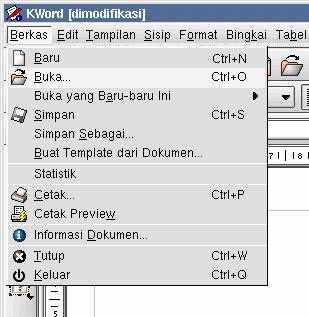 KWord [dimodifikasi]
Berkas Edit Tampilan Sisip Format Bingkai Tabel
Baru Ctrl+N
Buka... Ctrl+O
Buka yang Baru-baru Ini
Simpan Ctrl+S
Simpan Sebagai...
Buat Template dari Dokumen...
Statistik
Cetak... Ctrl+P
Cetak Preview
Informasi Dokumen...
Tutup Ctrl+W
Keluar Ctrl+Q